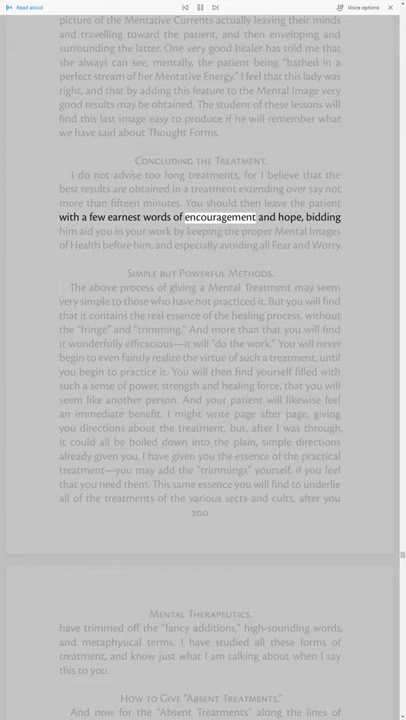 Read aloud
Voice options
picture of the Mentative Currents actually leaving their minds
and travelling toward the patient, and then enveloping and
surrounding the latter. One very good healer has told me that
she always can see, mentally, the patient being “bathed in a
perfect stream of her Mentative Energy.” I feel that this lady was
right, and that by adding this feature to the Mental Image very
good results may be obtained. The student of these lessons will
find this last image easy to produce if he will remember what
we have said about Thought Forms.
Concluding the Treatment.
I do not advise too long treatments, for I believe that the
best results are obtained in a treatment extending over say not
more than fifteen minutes. You should then leave the patient
with a few earnest words of encouragement and hope, bidding
him aid you in your work by keeping the proper Mental Images
of Health before him, and especially avoiding all Fear and Worry.
Simple but Powerful Methods.
The above process of giving a Mental Treatment may seem
very simple to those who have not practiced it. But you will find
that it contains the real essence of the healing process, without
the “fringe” and “trimming.” And more than that you will find
it wonderfully efficacious—it will “do the work.” You will never
begin to even faintly realize the virtue of such a treatment, until
you begin to practice it. You will then find yourself filled with
such a sense of power, strength and healing force, that you will
seem like another person. And your patient will likewise feel
an immediate benefit. I might write page after page, giving
you directions about the treatment, but, after I was through,
it could all be boiled down into the plain, simple directions
already given you. I have given you the essence of the practical
treatment—you may add the “trimmings” yourself, if you feel
that you need them. This same essence you will find to underlie
all of the treatments of the various sects and cults, after you
200
Mental Therapeutics.
have trimmed off the “fancy additions,” high-sounding words,
and metaphysical terms. I have studied all these forms of
treatment, and know just what I am talking about when I say
this to you.
How to Give “Absent Treatments.”
And now for the “Absent Treatments” along the lines of